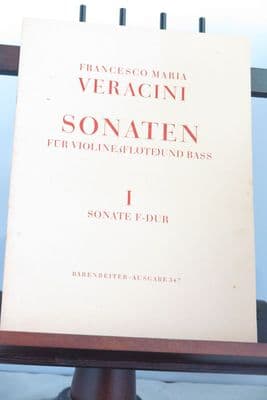 FRANCESCO MARIA
VERACINI
SONATEN
FÜR VIOLINE (FLÖTE) UND BASS
I
SONATE F-DUR
BÄRENREITER-AUSGABE 347